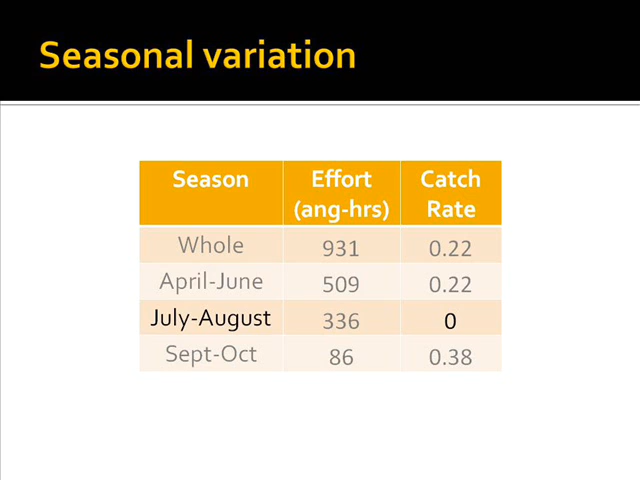 Seasonal variation
Season Effort (ang-hrs) Catch Rate
Whole 931 0.22
April-June 509 0.22
July-August 336 0
Sept-Oct 86 0.38